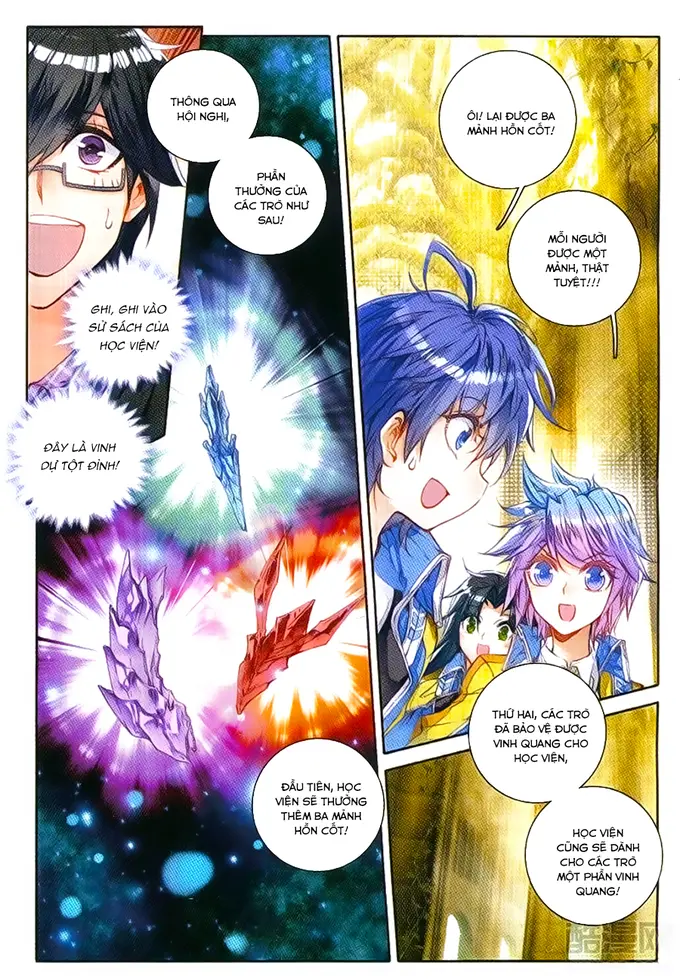 THÔNG QUA
HỘI NGHỊ,
PHẦN
THƯỞNG CỦA
CÁC TRÒ NHƯ
SAU!
GHI, GHI VÀO
SỬ SÁCH CỦA
HỌC VIỆN!
ĐÂY LÀ VINH
DỰ TỘT ĐỈNH!
ĐẦU TIÊN, HỌC
VIỆN SẼ THƯỞNG
THÊM BA MẢNH
HỒN CỐT!
ÔI! LẠI ĐƯỢC BA
MẢNH HỒN CỐT!
MỖI NGƯỜI
ĐƯỢC MỘT
MẢNH, THẬT
TUYỆT!!!
THỨ HAI, CÁC TRÒ
ĐÃ BẢO VỆ ĐƯỢC
VINH QUANG CHO
HỌC VIỆN,
HỌC VIỆN
CŨNG SẼ DÀNH
CHO CÁC TRÒ
MỘT PHẦN VINH
QUANG!
酷漫网